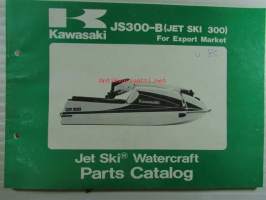 Kawasaki
JS300-B (JET SKI 300)
For Export Market
Jet Ski® Watercraft
Parts Catalog